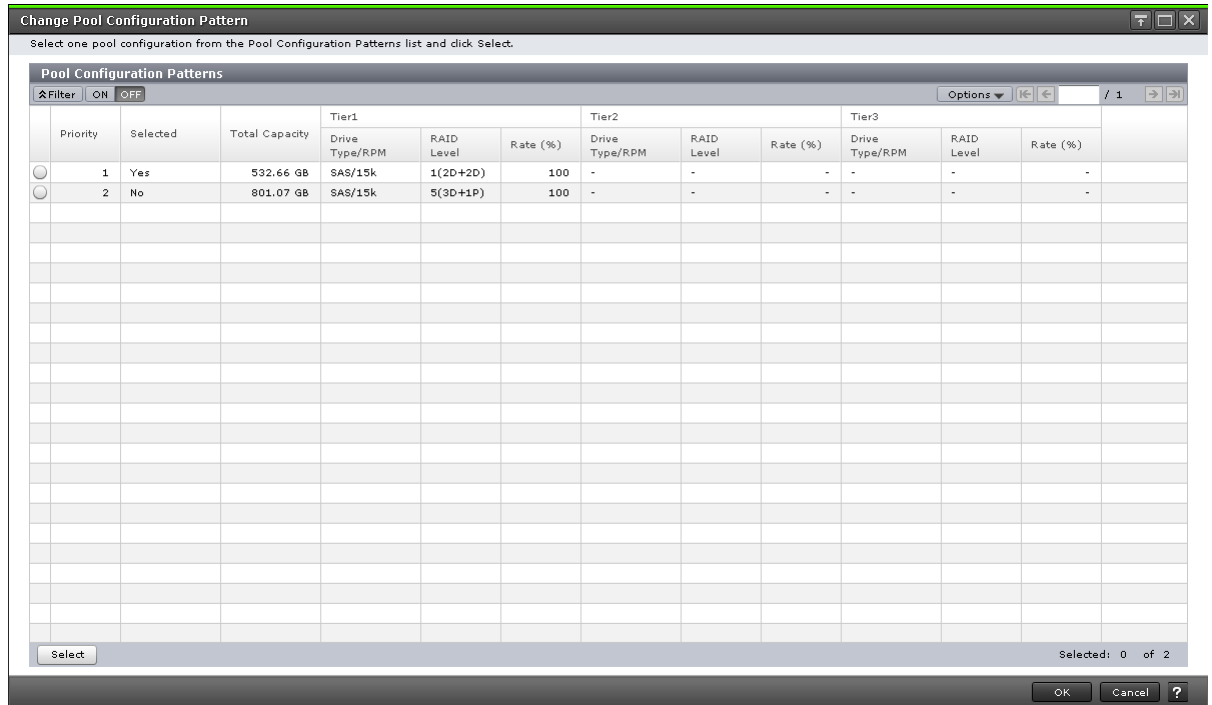 Change Pool Configuration Pattern
Select one pool configuration from the Pool Configuration Patterns list and click Select.
Pool Configuration Patterns
Filter ON OFF Options / 1
Tier1 Tier2 Tier3
Priority Selected Total Capacity Drive Type/RPM RAID Level Rate (%) Drive Type/RPM RAID Level Rate (%) Drive Type/RPM RAID Level Rate (%)
1 Yes 532.66 GB SAS/15k 1(2D+2D) 100 - - - - - -
2 No 801.07 GB SAS/15k 5(3D+1P) 100 - - - - - -
Select Selected: 0 of 2
OK Cancel ?